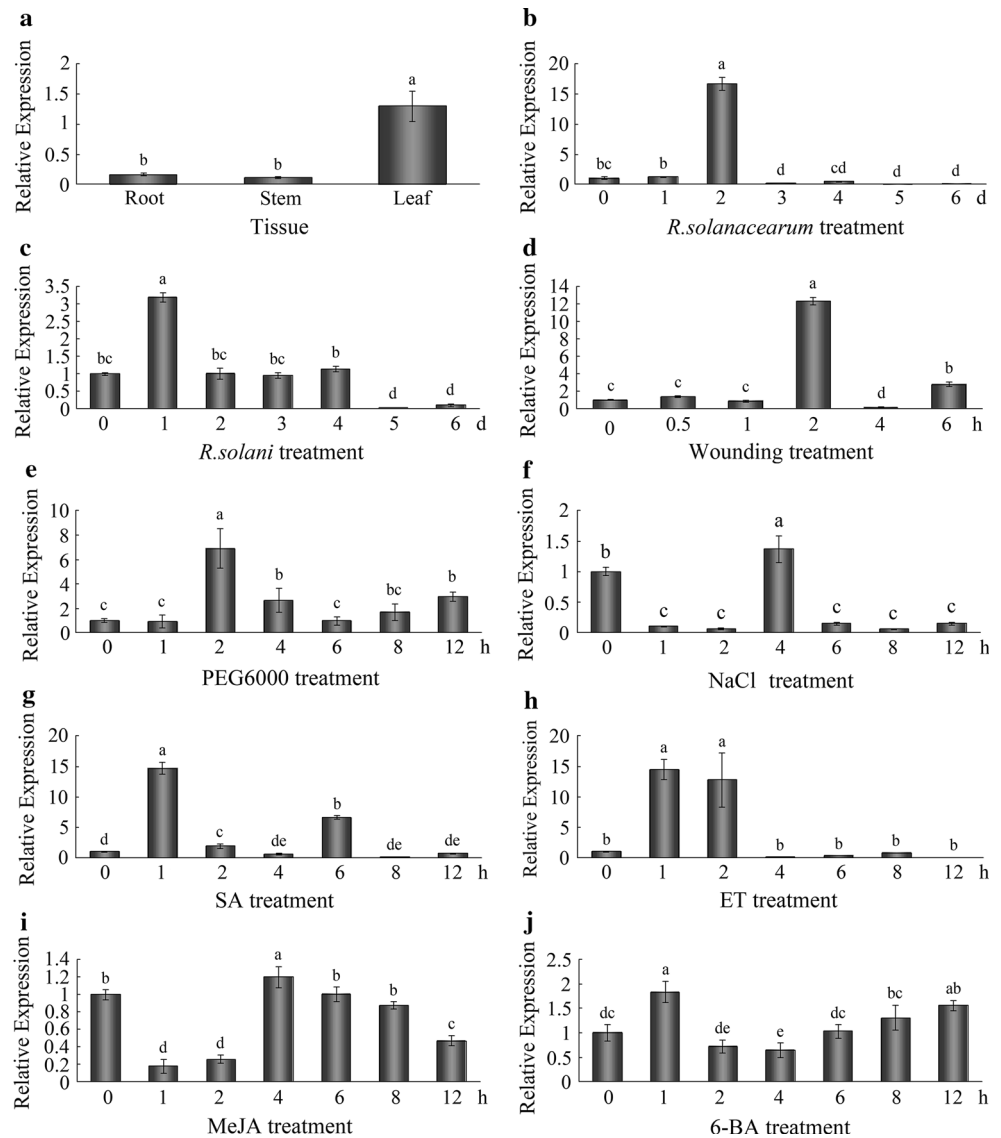 a
Relative Expression
2
1.5
1
0.5
0
b
b
a
Root Stem Leaf
Tissue
b
Relative Expression
20
15
10
5
0
bc b a d cd d d
0 1 2 3 4 5 6 d
R.solanacearum treatment
c
Relative Expression
3.5
3
2.5
2
1.5
1
0.5
0
bc a bc bc b d d
0 1 2 3 4 5 6 d
R.solani treatment
d
Relative Expression
14
12
10
8
6
4
2
0
c c c a d b
0 0.5 1 2 4 6 h
Wounding treatment
e
Relative Expression
10
8
6
4
2
0
c c a b c bc b
0 1 2 4 6 8 12 h
PEG6000 treatment
f
Relative Expression
2
1.5
1
0.5
0
b c c a c c c
0 1 2 4 6 8 12 h
NaCl treatment
g
Relative Expression
20
15
10
5
0
d a c de b de de
0 1 2 4 6 8 12 h
SA treatment
h
Relative Expression
20
15
10
5
0
b a a b b b b
0 1 2 4 6 8 12 h
ET treatment
i
Relative Expression
1.4
1.2
1
0.8
0.6
0.4
0.2
0
b d d a b b c
0 1 2 4 6 8 12 h
MeJA treatment
j
Relative Expression
2.5
2
1.5
1
0.5
0
dc a de e dc bc ab
0 1 2 4 6 8 12 h
6-BA treatment